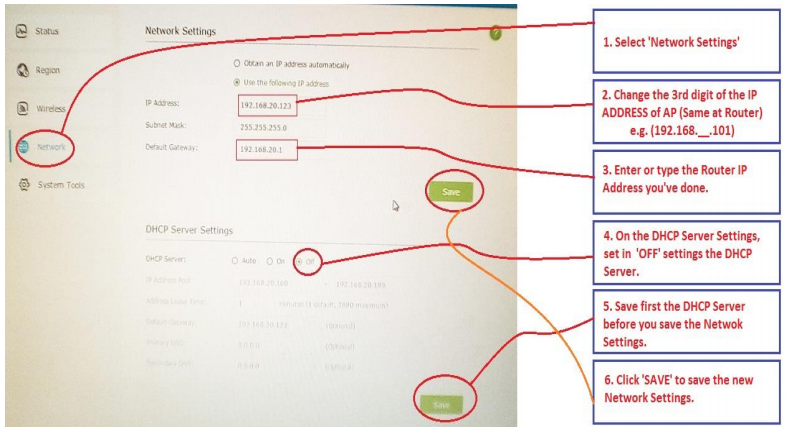 Status
Region
Wireless
Network
System Tools
Network Settings
?
Obtain an IP address automatically
Use the following IP address
IP Address: 192.168.20.123
Subnet Mask: 255.255.255.0
Default Gateway: 192.168.20.1
Save
DHCP Server Settings
DHCP Server: Auto On Off
IP Address Pool: 192.168.20.100 - 192.168.20.199
Address Lease Time: 1 minutes(1 default, 2880 maximum)
Default Gateway: (optional)
Primary DNS: 0.0.0.0 (optional)
Secondary DNS: 0.0.0.0 (optional)
Save
1. Select 'Network Settings'
2. Change the 3rd digit of the IP
ADDRESS of AP (Same at Router)
e.g. (192.168.__.101)
3. Enter or type the Router IP
Address you've done.
4. On the DHCP Server Settings,
set in 'OFF' settings the DHCP
Server.
5. Save first the DHCP Server
before you save the Netwok
Settings.
6. Click 'SAVE' to save the new
Network Settings.